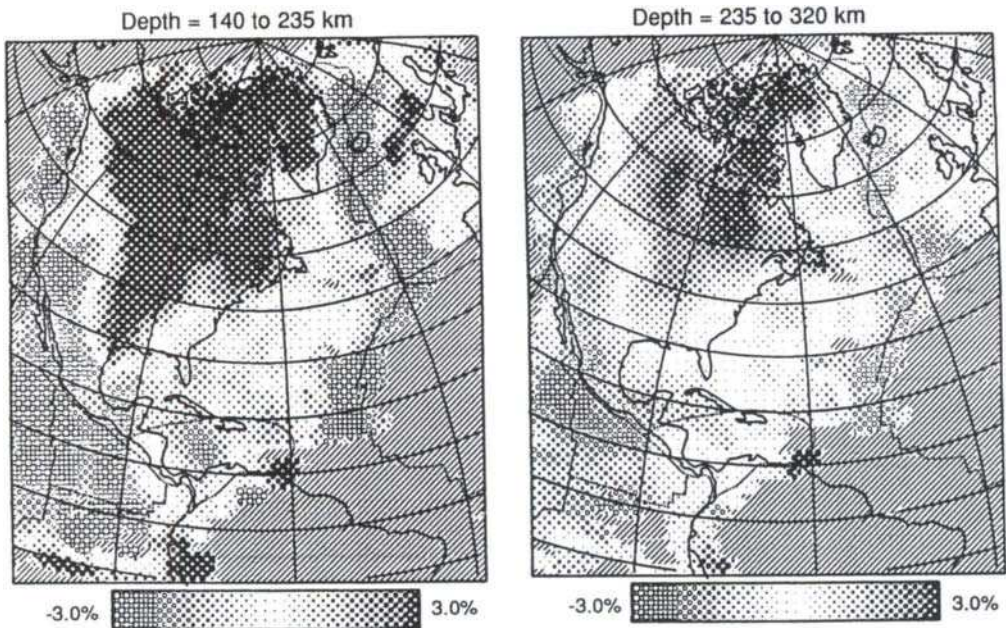 Depth = 140 to 235 km
Depth = 235 to 320 km
-3.0% 3.0%
-3.0% 3.0%